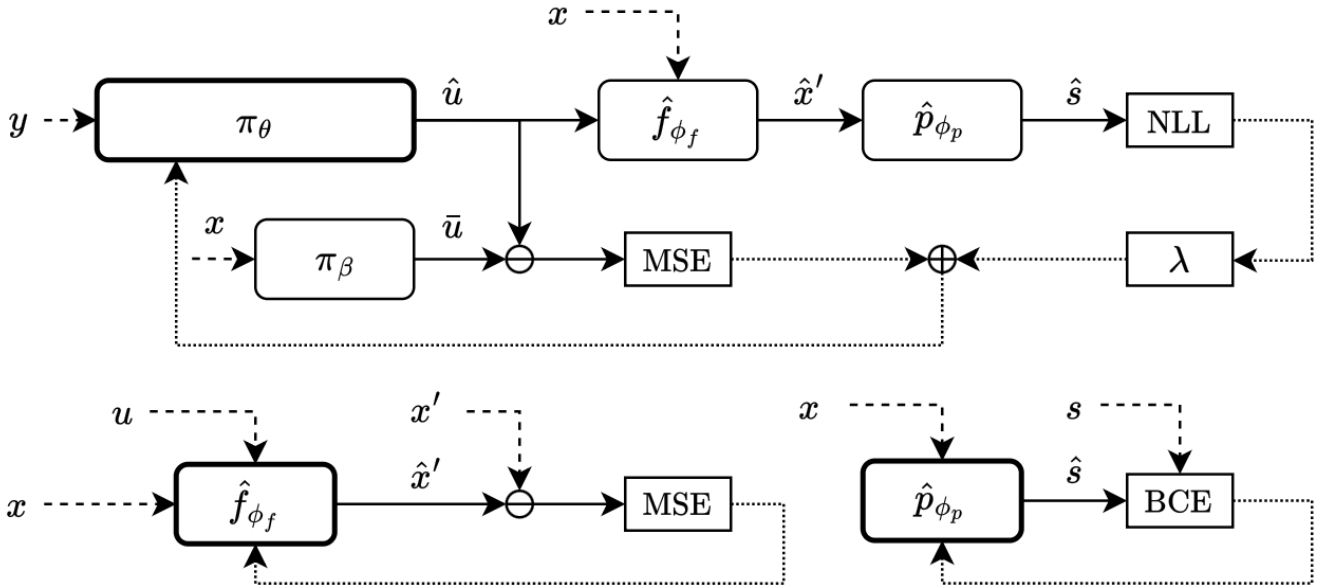 x
y π_θ û f̂_{ϕ_f} x̂′ p̂_{ϕ_p} ŝ NLL
x π_β ū MSE λ
u x′ x s
x f̂_{ϕ_f} x̂′ MSE p̂_{ϕ_p} ŝ BCE